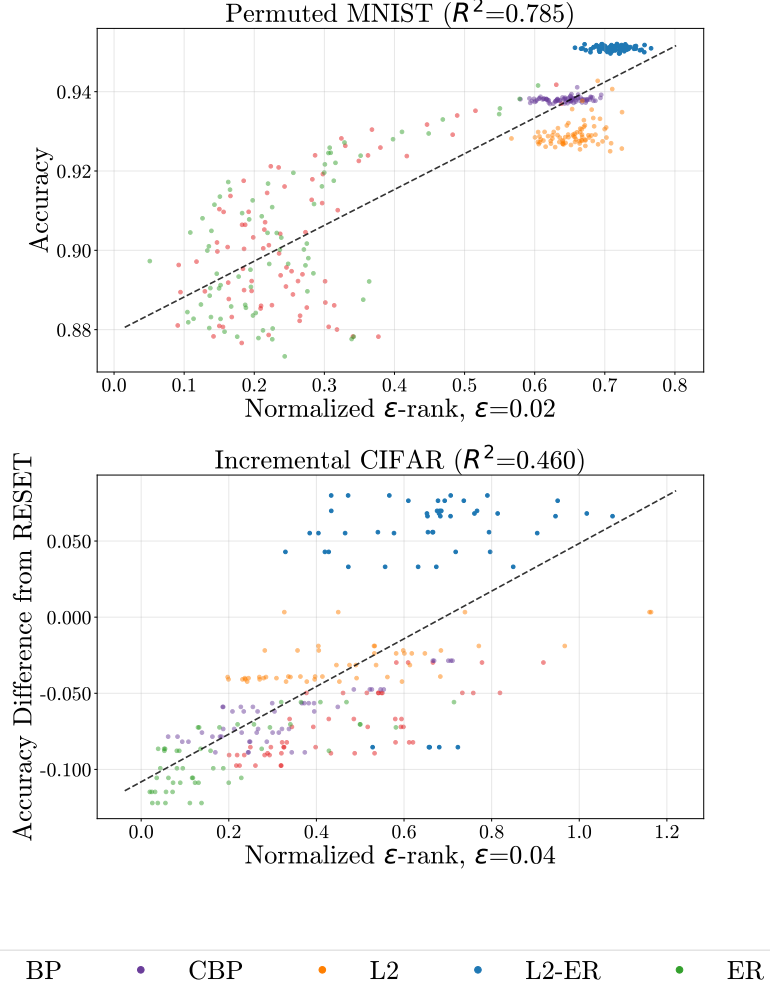 Permuted MNIST (R²=0.785)
Accuracy
0.94
0.92
0.90
0.88
0.0 0.1 0.2 0.3 0.4 0.5 0.6 0.7 0.8
Normalized ε-rank, ε=0.02
Incremental CIFAR (R²=0.460)
Accuracy Difference from RESET
0.050
0.000
-0.050
-0.100
0.0 0.2 0.4 0.6 0.8 1.0 1.2
Normalized ε-rank, ε=0.04
BP CBP L2 L2-ER ER